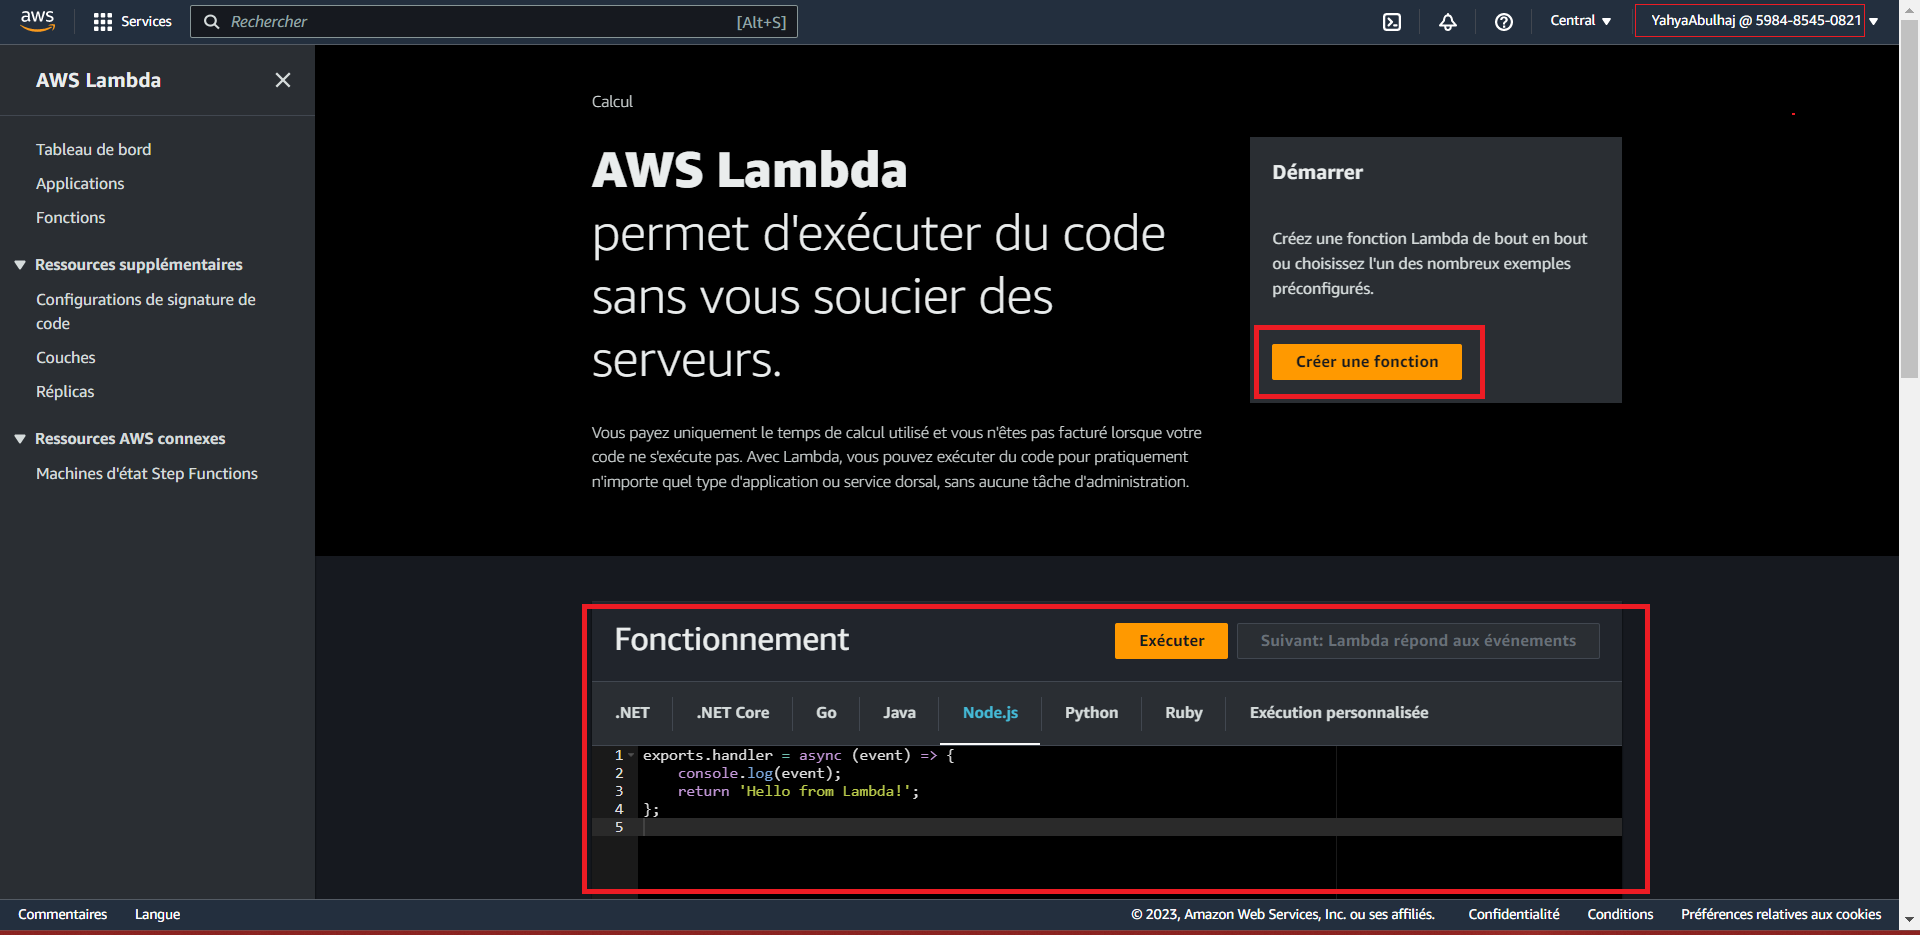 aws
Services
Rechercher
[Alt+S]
Central
YahyaAbulhaj @ 5984-8545-0821
AWS Lambda
Tableau de bord
Applications
Fonctions
Ressources supplémentaires
Configurations de signature de
code
Couches
Réplicas
Ressources AWS connexes
Machines d'état Step Functions
Calcul
AWS Lambda
permet d'exécuter du code
sans vous soucier des
serveurs.
Vous payez uniquement le temps de calcul utilisé et vous n'êtes pas facturé lorsque votre
code ne s'exécute pas. Avec Lambda, vous pouvez exécuter du code pour pratiquement
n'importe quel type d'application ou service dorsal, sans aucune tâche d'administration.
Démarrer
Créez une fonction Lambda de bout en bout
ou choisissez l'un des nombreux exemples
préconfigurés.
Créer une fonction
Fonctionnement
Exécuter
Suivant: Lambda répond aux événements
.NET
.NET Core
Go
Java
Node.js
Python
Ruby
Exécution personnalisée
1 exports.handler = async (event) => {
2     console.log(event);
3     return 'Hello from Lambda!';
4 };
5
Commentaires
Langue
© 2023, Amazon Web Services, Inc. ou ses affiliés.
Confidentialité
Conditions
Préférences relatives aux cookies